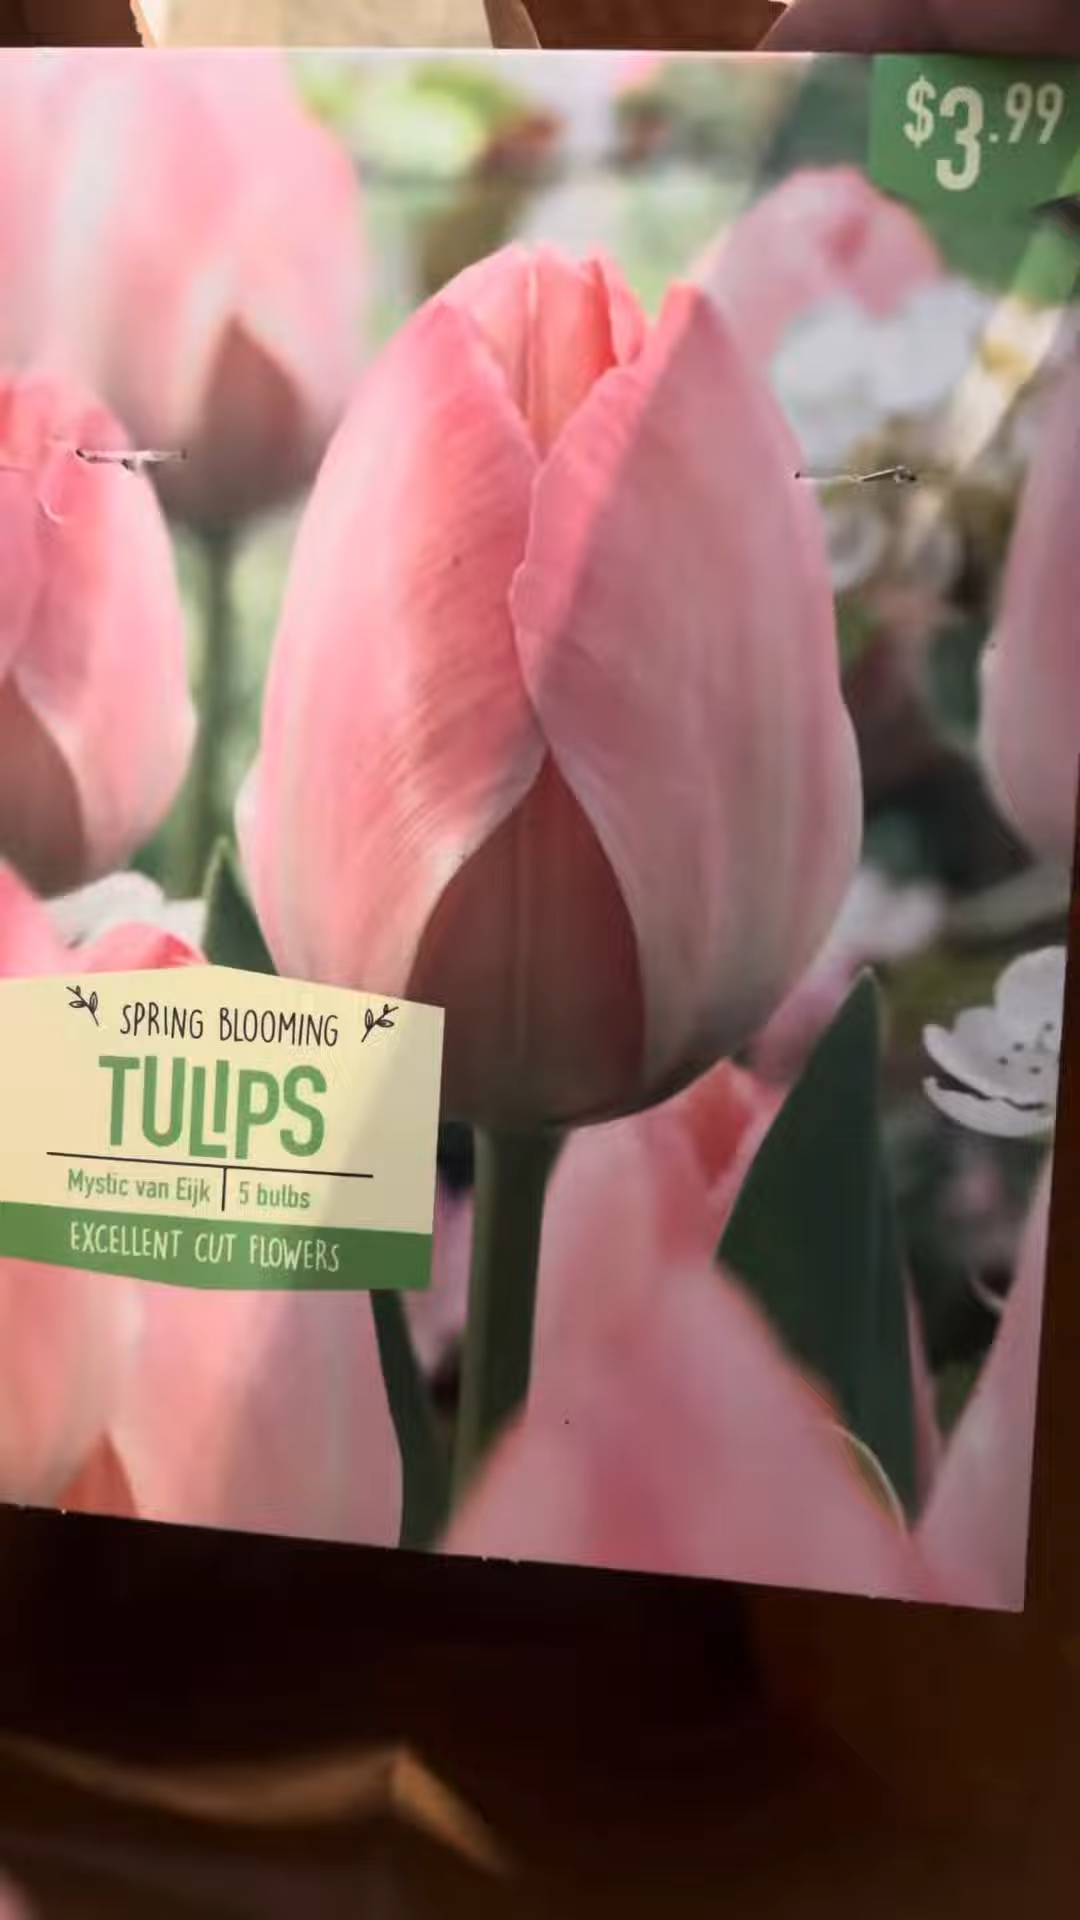 $3.99
SPRING BLOOMING
TULIPS
Mystic van Eijk | 5 bulbs
EXCELLENT CUT FLOWERS